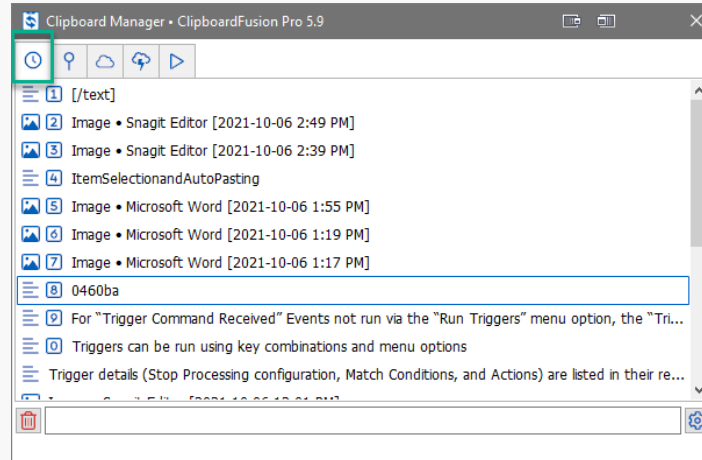 Clipboard Manager • ClipboardFusion Pro 5.9
1 [/text]
2 Image • Snagit Editor [2021-10-06 2:49 PM]
3 Image • Snagit Editor [2021-10-06 2:39 PM]
4 ItemSelectionandAutoPasting
5 Image • Microsoft Word [2021-10-06 1:55 PM]
6 Image • Microsoft Word [2021-10-06 1:19 PM]
7 Image • Microsoft Word [2021-10-06 1:17 PM]
8 0460ba
9 For “Trigger Command Received” Events not run via the “Run Triggers” menu option, the “Tri...
0 Triggers can be run using key combinations and menu options
Trigger details (Stop Processing configuration, Match Conditions, and Actions) are listed in their re...